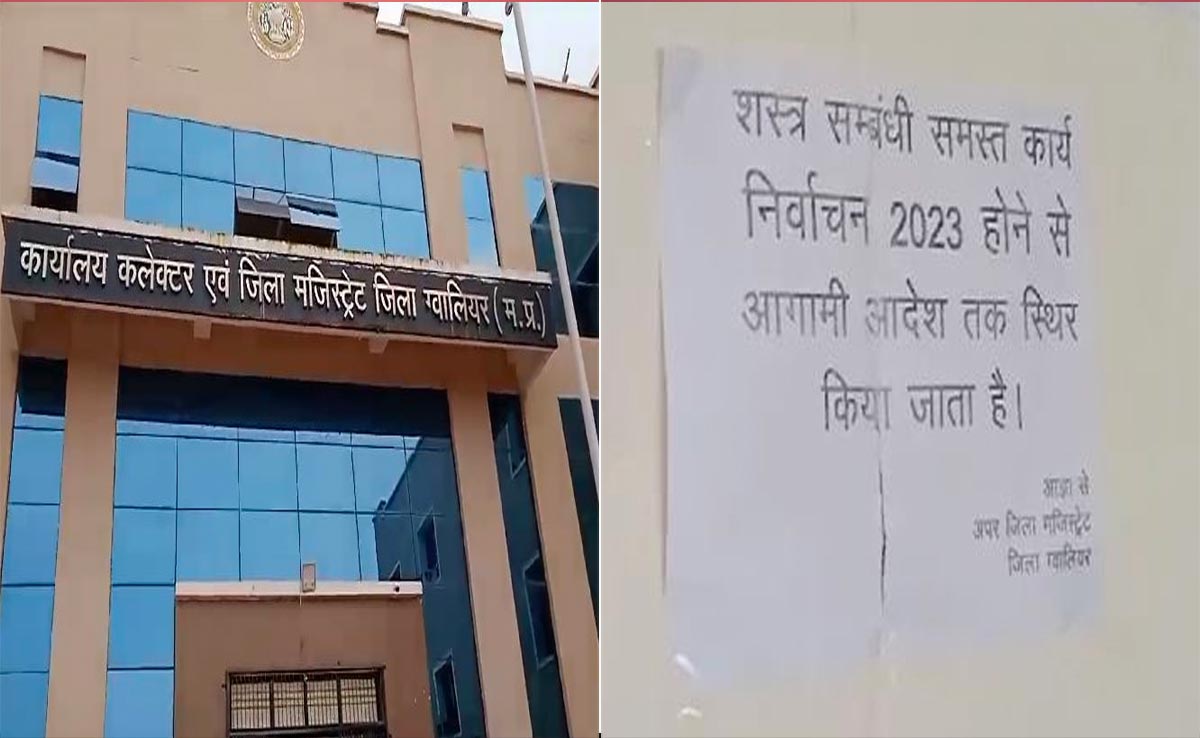 कार्यालय कलेक्टर एवं जिला मजिस्ट्रेट जिला ग्वालियर ( म.प्र.)
शस्त्र सम्बंधी समस्त कार्य
निर्वाचन 2023 होने से
आगामी आदेश तक स्थिर
किया जाता है।
आज्ञा से
अपर जिला मजिस्ट्रेट
जिला ग्वालियर